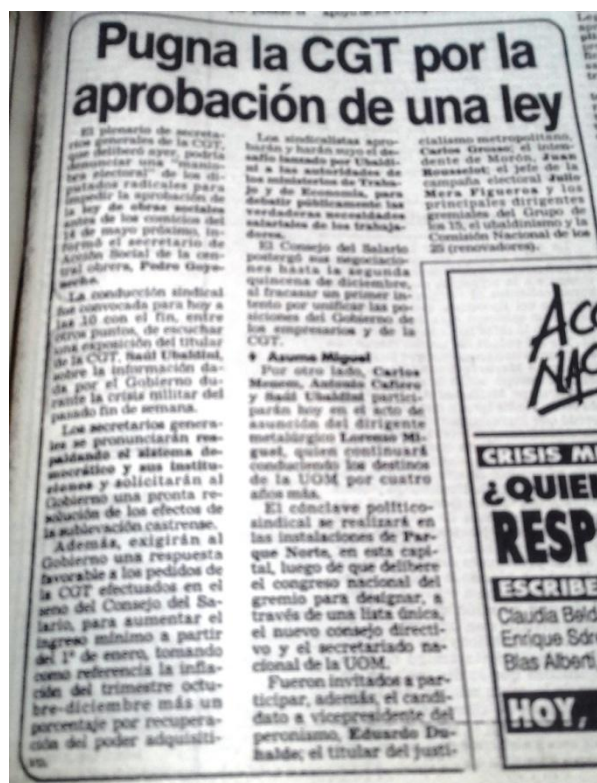 Pugna la CGT por la
aprobación de una ley
El plenario de secreta-
rios generales de la CGT,
que deliberó ayer, podría
denunciar una "manio-
bra electoral" de los di-
putados radicales para
impedir la aprobación de
la ley de obras sociales
antes de los comicios del
14 de mayo próximo, in-
formó el secretario de
Acción Social de la cen-
tral obrera, Pedro Goye-
neche.
La conducción sindical
fue convocada para hoy a
las 10 con el fin, entre
otros puntos, de escuchar
una exposición del titular
de la CGT, Saúl Ubaldini,
sobre la información da-
da por el Gobierno du-
rante la crisis militar del
pasado fin de semana.
Los secretarios genera-
les se pronunciarán res-
paldando el sistema de-
mocrático y sus institu-
ciones y solicitarán al
Gobierno una pronta re-
solución de los efectos de
la sublevación castrense.
Además, exigirán al
Gobierno una respuesta
favorable a los pedidos de
la CGT efectuados en el
seno del Consejo del Sa-
lario, para aumentar el
ingreso mínimo a partir
del 1º de enero, tomando
como referencia la infla-
ción del trimestre octu-
bre-diciembre más un
porcentaje por recupera-
ción del poder adquisiti-
vo.
Los sindicalistas apro-
barán y harán suyo el de-
safío lanzado por Ubaldi-
ni a las autoridades de
los ministerios de Traba-
jo y de Economía, para
debatir públicamente las
verdaderas necesidades
salariales de los trabaja-
dores.
El Consejo del Salario
postergó sus negociacio-
nes hasta la segunda
quincena de diciembre,
al fracasar un primer in-
tento por unificar las po-
siciones del Gobierno de
los empresarios y de la
CGT.
Asume Miguel
Por otro lado, Carlos
Menem, Antonio Cafiero
y Saúl Ubaldini partici-
parán hoy en el acto de
asunción del dirigente
metalúrgico Lorenzo Mi-
guel, quien continuará
conduciendo los destinos
de la UOM por cuatro
años más.
El cónclave político-
sindical se realizará en
las instalaciones de Par-
que Norte, en esta capi-
tal, luego de que delibere
el congreso nacional del
gremio para designar, a
través de una lista única,
el nuevo consejo directi-
vo y el secretariado na-
cional de la UOM.
Fueron invitados a par-
ticipar, además, el candi-
dato a vicepresidente del
peronismo, Eduardo Du-
halde; el titular del justi-
cialismo metropolitano,
Carlos Grosso; el inten-
dente de Morón, Juan
Rousselot; el jefe de la
campaña electoral Julio
Mera Figueroa y los
principales dirigentes
gremiales del Grupo de
los 15, el ubaldinismo y la
Comisión Nacional de los
25 (renovadores).
CRISIS
¿QUIE
RESP
ESCRIBE
Claudia
Enrique
Blas Alberti
HOY,